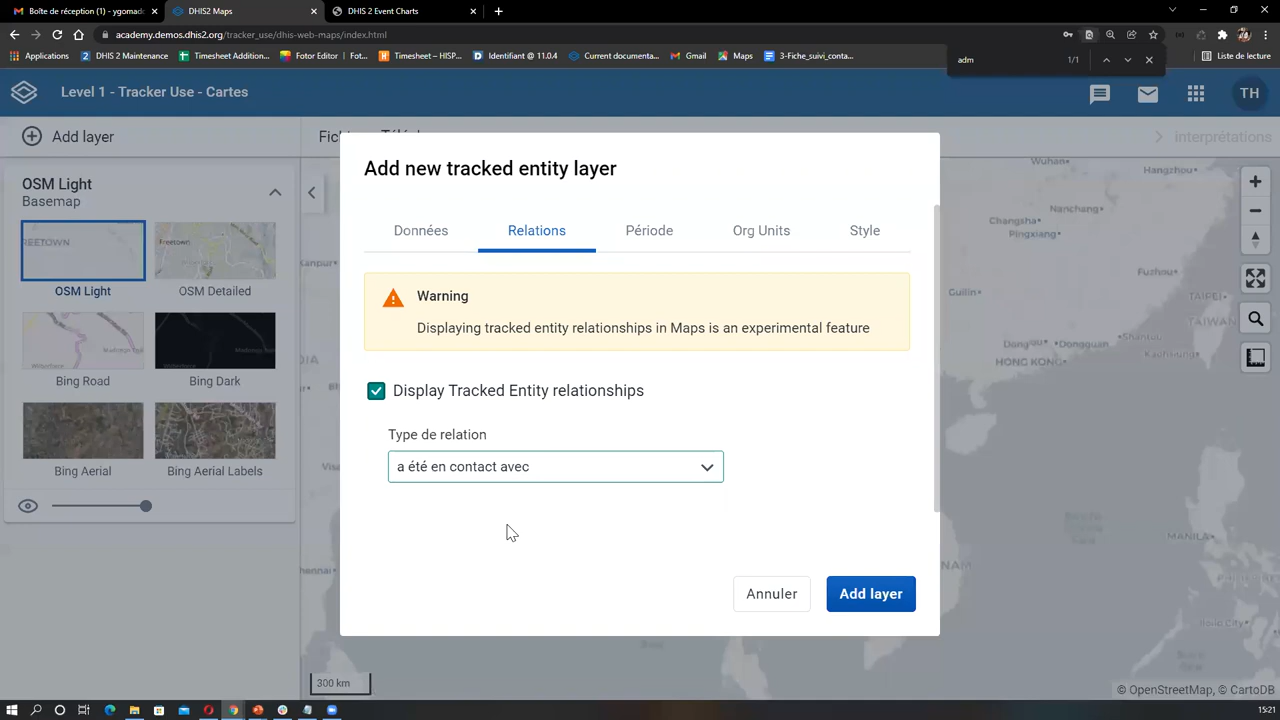 Boîte de réception (1) - ygomad
DHIS2 Maps
DHIS 2 Event Charts
academy.demos.dhis2.org/tracker_use/dhis-web-maps/index.html
Applications
DHIS 2 Maintenance
Timesheet Addition...
Fotor Editor | Fot...
Timesheet – HISP...
Identifiant @ 11.0.4
Current documenta...
Gmail
Maps
3-Fiche_suivi_conta...
Liste de lecture
adm
1/1
Level 1 - Tracker Use - Cartes
TH
Add layer
interprétations
OSM Light
Basemap
OSM Light
OSM Detailed
Bing Road
Bing Dark
Bing Aerial
Bing Aerial Labels
Add new tracked entity layer
Données
Relations
Période
Org Units
Style
Warning
Displaying tracked entity relationships in Maps is an experimental feature
Display Tracked Entity relationships
Type de relation
a été en contact avec
Annuler
Add layer
Wuhan
Hangzhou
Nanchang
Changsha
Pingxiang
Fuzhou
Guilin
TAIPEI
TAIWAN
Shantou
Dongguan
Kaohsiung
HONG KONG
MANILA
Iloilo City
300 km
© OpenStreetMap, © CartoDB
15:21